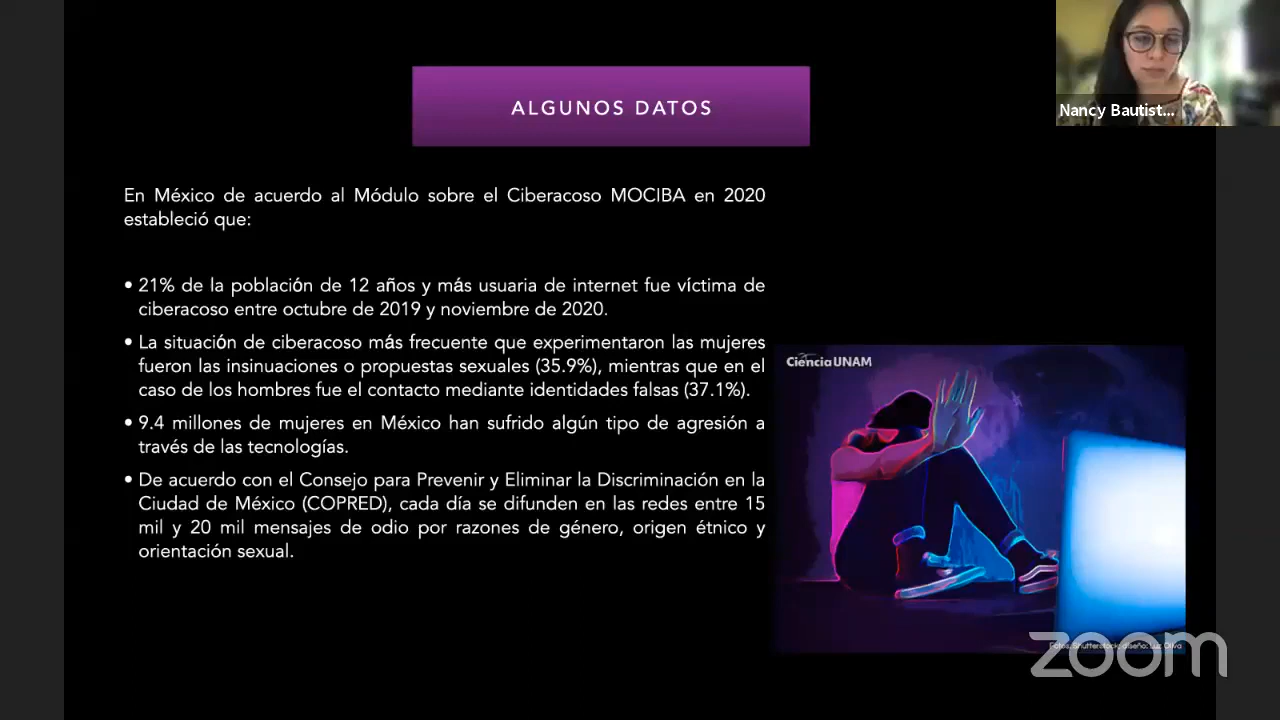 ALGUNOS DATOS
Nancy Bautist...
En México de acuerdo al Módulo sobre el Ciberacoso MOCIBA en 2020
estableció que:
• 21% de la población de 12 años y más usuaria de internet fue víctima de
ciberacoso entre octubre de 2019 y noviembre de 2020.
• La situación de ciberacoso más frecuente que experimentaron las mujeres
fueron las insinuaciones o propuestas sexuales (35.9%), mientras que en el
caso de los hombres fue el contacto mediante identidades falsas (37.1%).
• 9.4 millones de mujeres en México han sufrido algún tipo de agresión a
través de las tecnologías.
• De acuerdo con el Consejo para Prevenir y Eliminar la Discriminación en la
Ciudad de México (COPRED), cada día se difunden en las redes entre 15
mil y 20 mil mensajes de odio por razones de género, origen étnico y
orientación sexual.
CienciaUNAM
Fotos: Shutterstock; diseño: Luz Oliva
zoom